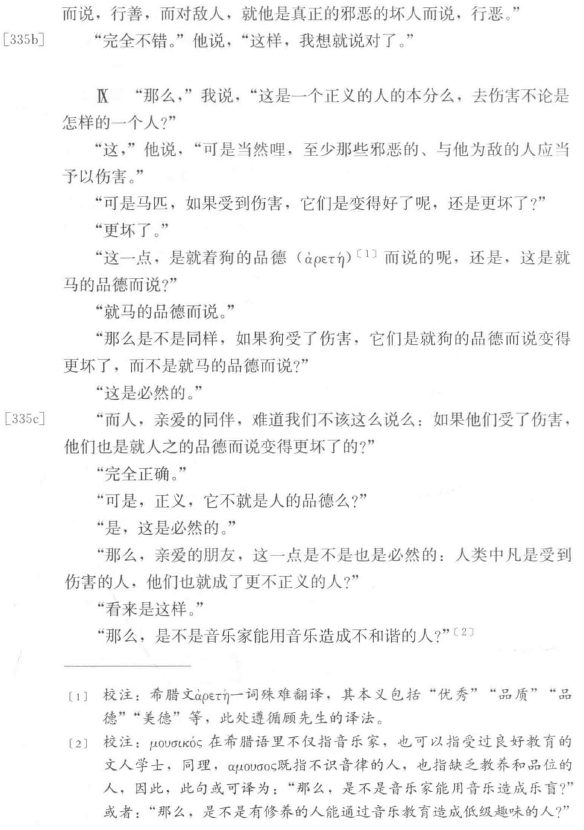 而说，行善，而对敌人，就他是真正的邪恶的坏人而说，行恶。”
[335b] “完全不错。”他说，“这样，我想就说对了。”
Ⅸ “那么，”我说，“这是一个正义的人的本分么，去伤害不论是
怎样的一个人？”
“这，”他说，“可是当然哩，至少那些邪恶的、与他为敌的人应当
予以伤害。”
“可是马匹，如果受到伤害，它们是变得好了呢，还是更坏了？”
“更坏了。”
“这一点，是就着狗的品德（ἀρετή）〔1〕而说的呢，还是，这是就
马的品德而说？”
“就马的品德而说。”
“那么是不是同样，如果狗受了伤害，它们是就狗的品德而说变得
更坏了，而不是就马的品德而说？”
“这是必然的。”
[335c] “而人，亲爱的同伴，难道我们不该这么说么：如果他们受了伤害，
他们也是就人之的品德而说变得更坏了的？”
“完全正确。”
“可是，正义，它不就是人的品德么？”
“是，这是必然的。”
“那么，亲爱的朋友，这一点是不是也是必然的：人类中凡是受到
伤害的人，他们也就成了更不正义的人？”
“看来是这样。”
“那么，是不是音乐家能用音乐造成不和谐的人？”〔2〕
〔1〕 校注：希腊文ἀρετή一词殊难翻译，其本义包括“优秀”“品质”“品
德”“美德”等，此处遵循顾先生的译法。
〔2〕 校注：μουσικός 在希腊语里不仅指音乐家，也可以指受过良好教育的
文人学士，同理，αμουσος既指不识音律的人，也指缺乏教养和品位的
人，因此，此句或可译为：“那么，是不是音乐家能用音乐造成乐盲？”
或者：“那么，是不是有修养的人能通过音乐教育造成低级趣味的人？”